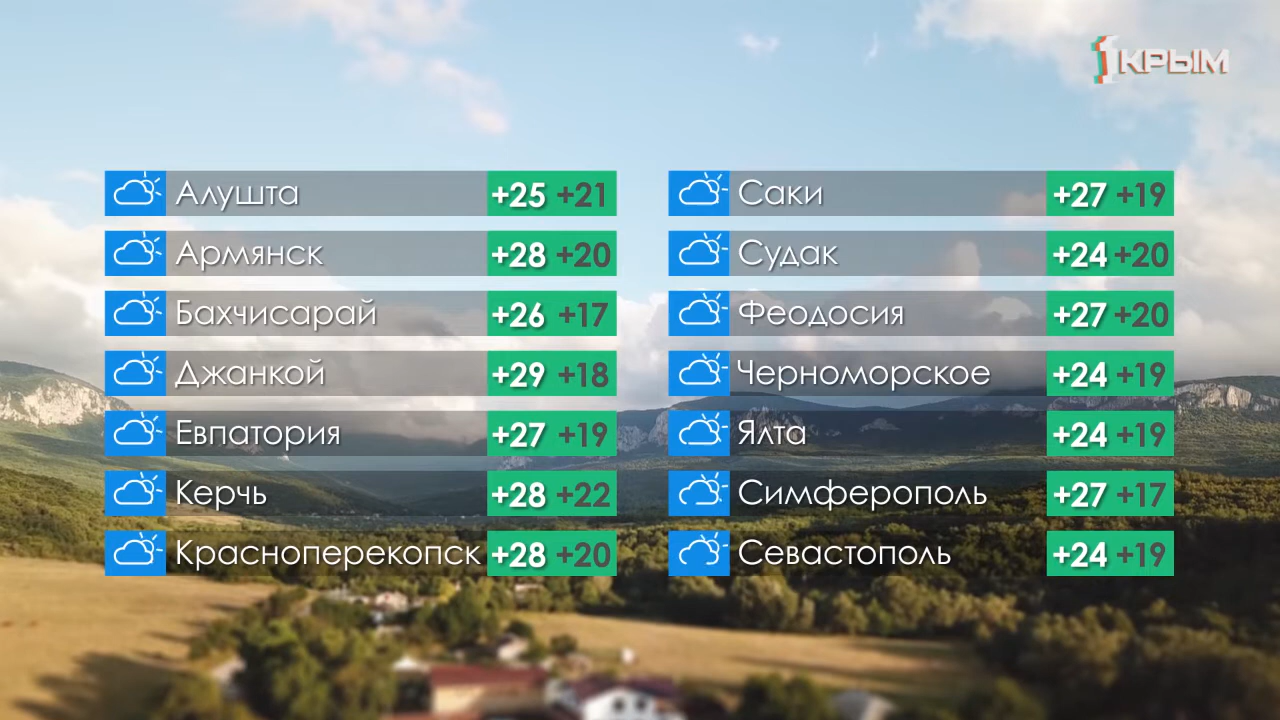 1 КРЫМ
Алушта +25 +21
Армянск +28 +20
Бахчисарай +26 +17
Джанкой +29 +18
Евпатория +27 +19
Керчь +28 +22
Красноперекопск +28 +20
Саки +27 +19
Судак +24 +20
Феодосия +27 +20
Черноморское +24 +19
Ялта +24 +19
Симферополь +27 +17
Севастополь +24 +19